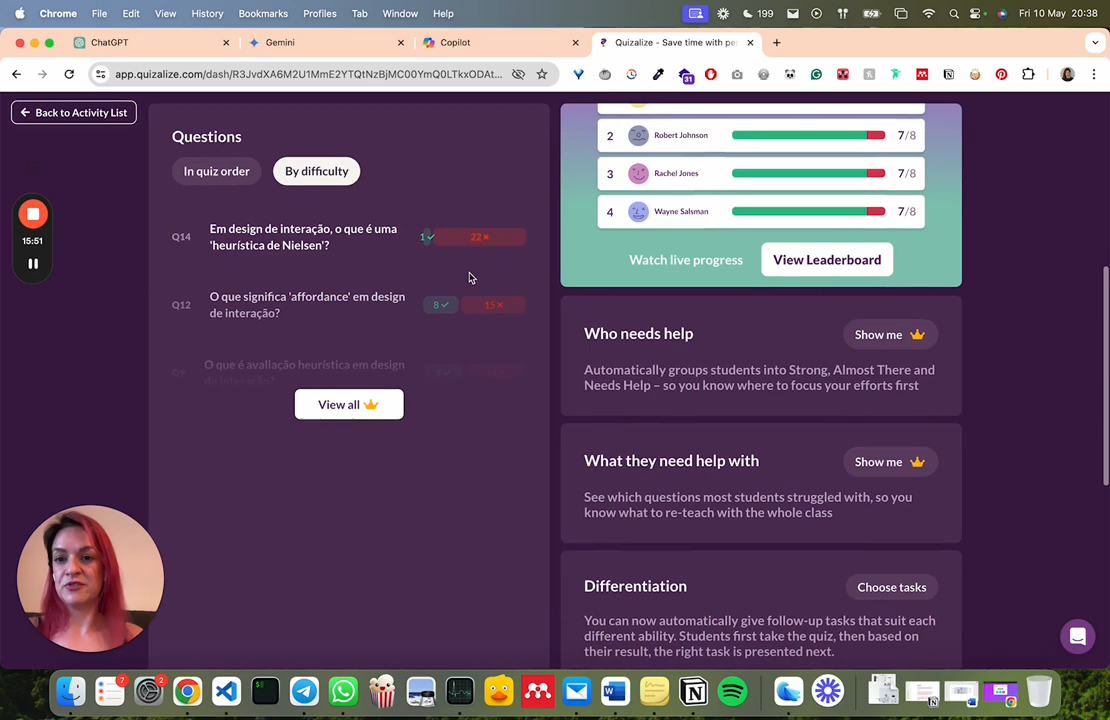 Chrome File Edit View History Bookmarks Profiles Tab Window Help 199 Fri 10 May 20:38
ChatGPT Gemini Copilot Quizalize - Save time with pe
app.quizalize.com/dash/R3JvdXA6M2U1MmE2YTQtNzBjMC00YmQ0LTkxODAt... 31
Back to Activity List
Questions
In quiz order By difficulty
Q14 Em design de interação, o que é uma
'heurística de Nielsen'?
1 22
Q12 O que significa 'affordance' em design
de interação?
8 15
Q9 O que é avaliação heurística em design
de interação?
View all
2 Robert Johnson 7/8
3 Rachel Jones 7/8
4 Wayne Salsman 7/8
Watch live progress View Leaderboard
Who needs help Show me
Automatically groups students into Strong, Almost There and
Needs Help – so you know where to focus your efforts first
What they need help with Show me
See which questions most students struggled with, so you
know what to re-teach with the whole class
Differentiation Choose tasks
You can now automatically give follow-up tasks that suit each
different ability. Students first take the quiz, then based on
their result, the right task is presented next.
15:51
7 2